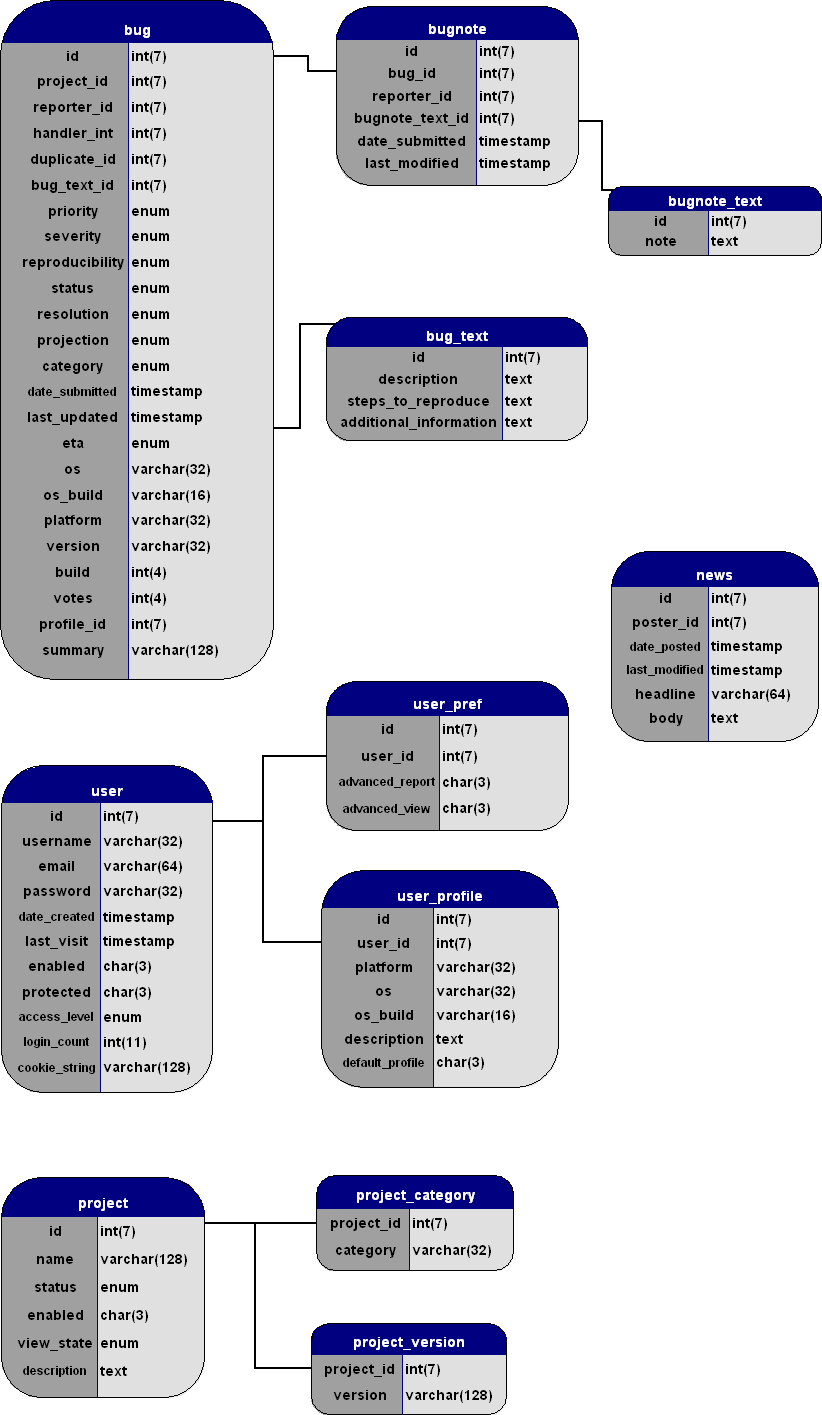 bug
id int(7)
project_id int(7)
reporter_id int(7)
handler_int int(7)
duplicate_id int(7)
bug_text_id int(7)
priority enum
severity enum
reproducibility enum
status enum
resolution enum
projection enum
category enum
date_submitted timestamp
last_updated timestamp
eta enum
os varchar(32)
os_build varchar(16)
platform varchar(32)
version varchar(32)
build int(4)
votes int(4)
profile_id int(7)
summary varchar(128)
bugnote
id int(7)
bug_id int(7)
reporter_id int(7)
bugnote_text_id int(7)
date_submitted timestamp
last_modified timestamp
bugnote_text
id int(7)
note text
bug_text
id int(7)
description text
steps_to_reproduce text
additional_information text
news
id int(7)
poster_id int(7)
date_posted timestamp
last_modified timestamp
headline varchar(64)
body text
user_pref
id int(7)
user_id int(7)
advanced_report char(3)
advanced_view char(3)
user
id int(7)
username varchar(32)
email varchar(64)
password varchar(32)
date_created timestamp
last_visit timestamp
enabled char(3)
protected char(3)
access_level enum
login_count int(11)
cookie_string varchar(128)
user_profile
id int(7)
user_id int(7)
platform varchar(32)
os varchar(32)
os_build varchar(16)
description text
default_profile char(3)
project
id int(7)
name varchar(128)
status enum
enabled char(3)
view_state enum
description text
project_category
project_id int(7)
category varchar(32)
project_version
project_id int(7)
version varchar(128)